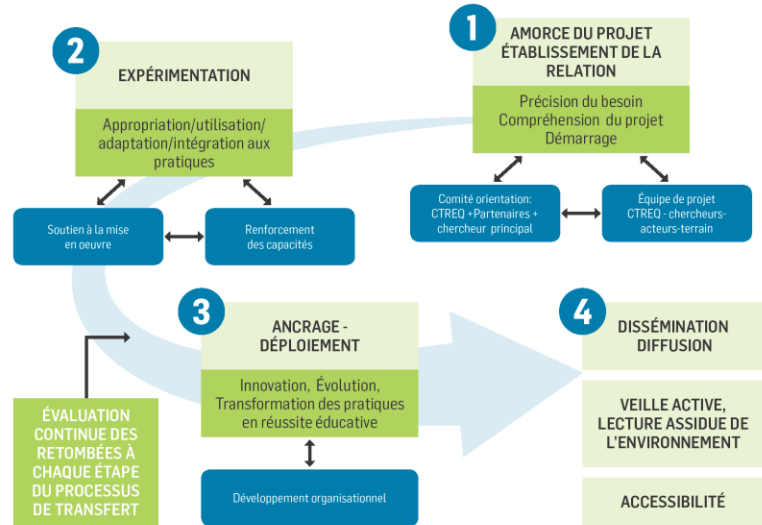 1
AMORCE DU PROJET
ÉTABLISSEMENT DE LA
RELATION
Précision du besoin
Compréhension du projet
Démarrage
Comité orientation:
CTREQ +Partenaires +
chercheur principal
Équipe de projet
CTREQ - chercheurs-
acteurs-terrain
2
EXPÉRIMENTATION
Appropriation/utilisation/
adaptation/intégration aux
pratiques
Soutien à la mise
en oeuvre
Renforcement
des capacités
3
ANCRAGE -
DÉPLOIEMENT
Innovation, Évolution,
Transformation des pratiques
en réussite éducative
Développement organisationnel
4
DISSÉMINATION
DIFFUSION
VEILLE ACTIVE,
LECTURE ASSIDUE DE
L'ENVIRONNEMENT
ACCESSIBILITÉ
ÉVALUATION
CONTINUE DES
RETOMBÉES À
CHAQUE ÉTAPE
DU PROCESSUS
DE TRANSFERT